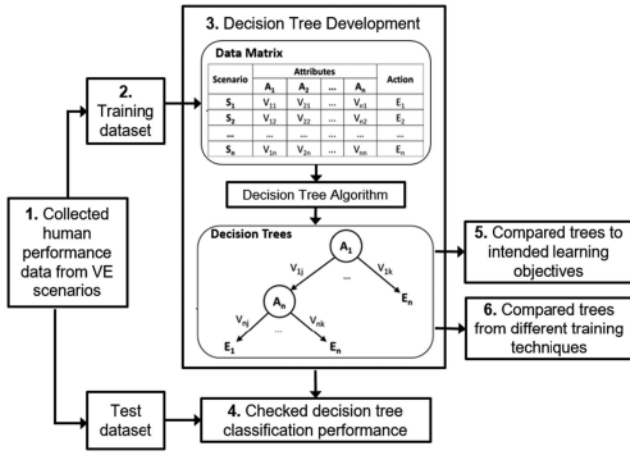 3. Decision Tree Development
Data Matrix
Scenario Attributes Action
A1 A2 ... An
S1 V11 V21 ... Vn1 E1
S2 V12 V22 ... Vn2 E2
... ... ... ... ... ...
Sn V1n V2n ... Vnn En
Decision Tree Algorithm
Decision Trees
A1
V1j V1k
...
An En
Vnj Vnk
...
E1 En
2.
Training
dataset
1. Collected
human
performance
data from VE
scenarios
Test
dataset
4. Checked decision tree
classification performance
5. Compared trees to
intended learning
objectives
6. Compared trees
from different training
techniques